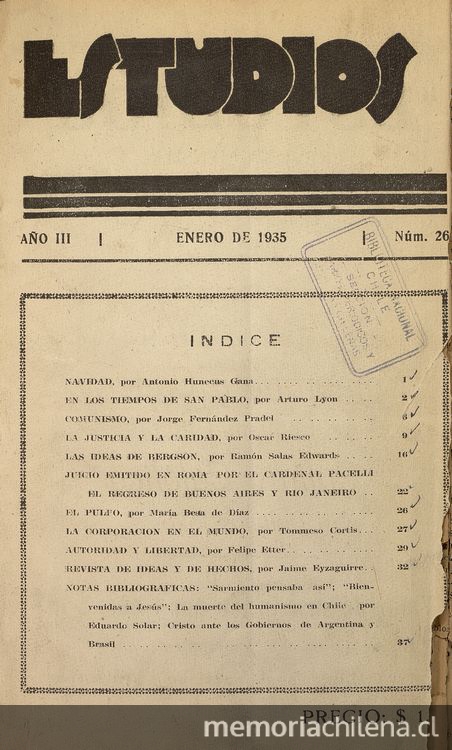 ESTUDIOS
AÑO III | ENERO DE 1935 | Núm. 26
BIBLIOTECA NACIONAL
CHILE
SECCION
INDICE
NAVIDAD, por Antonio Huneeus Gana . . . . . . . . . . . . . . 1
EN LOS TIEMPOS DE SAN PABLO, por Arturo Lyon . . . . 2
COMUNISMO, por Jorge Fernández Pradel . . . . . . . . . 6
LA JUSTICIA Y LA CARIDAD, por Oscar Riesco . . . . . . 9
LAS IDEAS DE BERGSON, por Ramón Salas Edwards . . . . 16
JUICIO EMITIDO EN ROMA POR EL CARDENAL PACELLI
EL REGRESO DE BUENOS AIRES Y RIO JANEIRO . . 22
EL PULPO, por María Besa de Díaz . . . . . . . . . . . . . 26
LA CORPORACION EN EL MUNDO, por Tommeso Cortis . . . 27
AUTORIDAD Y LIBERTAD, por Felipe Etter . . . . . . . . . 29
REVISTA DE IDEAS Y DE HECHOS, por Jaime Eyzaguirre . . 32
NOTAS BIBLIOGRAFICAS: "Sarmiento pensaba así"; "Bien-
venidas a Jesús"; La muerte del humanismo en Chile por
Eduardo Solar; Cristo ante los Gobiernos de Argentina y
Brasil . . . . . . . . . . . . . . . . . . . . . . . . . . . 37
PRECIO: $ 1
memoriachilena.cl